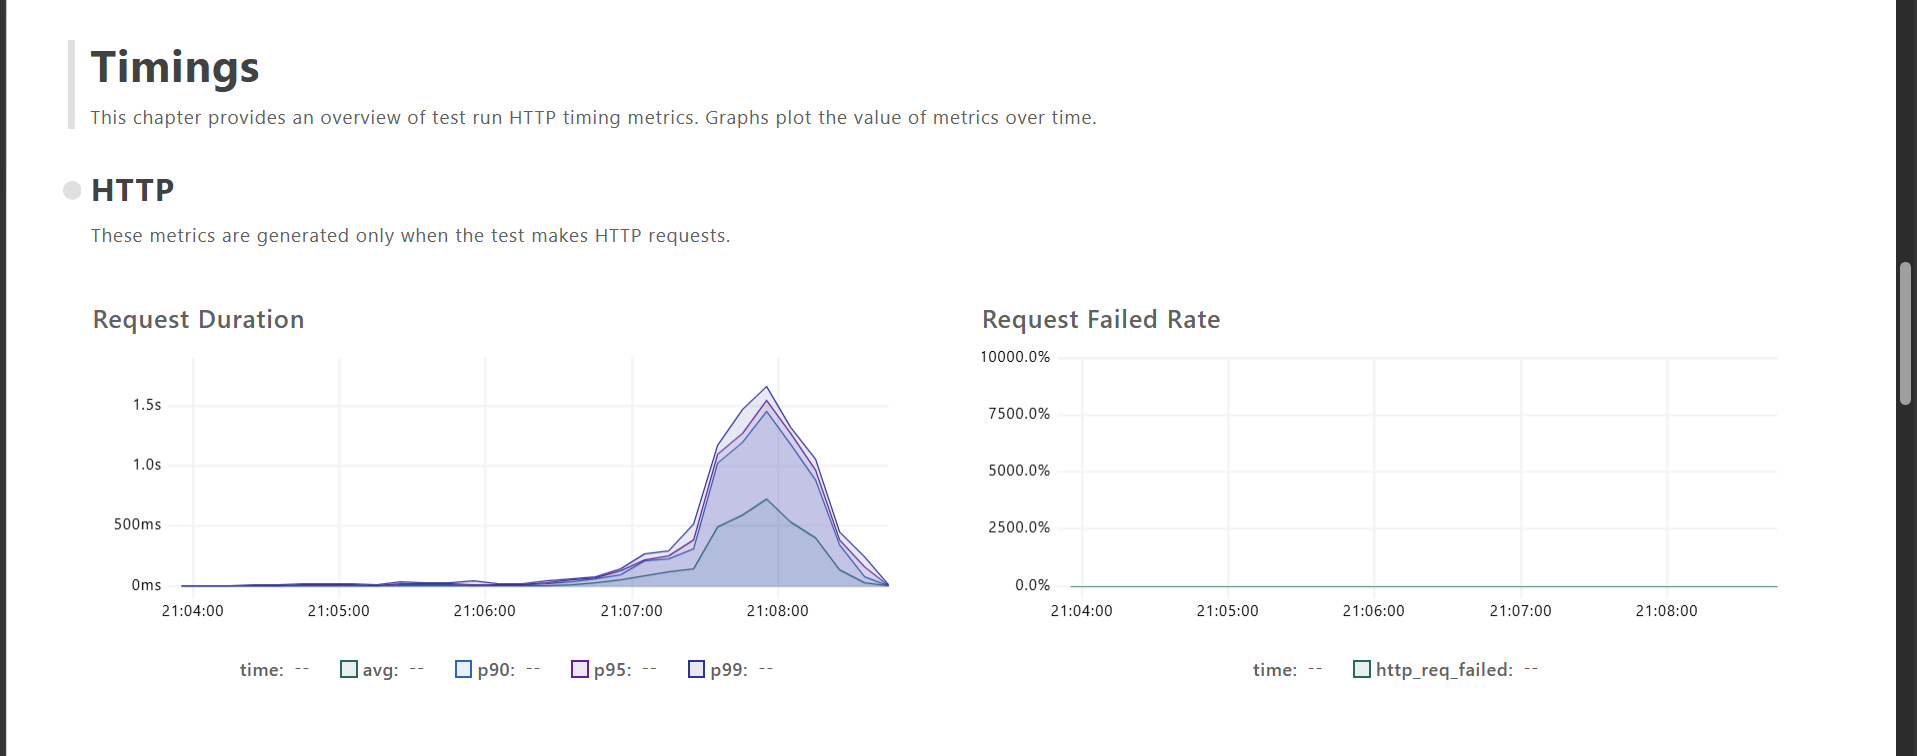 Timings
This chapter provides an overview of test run HTTP timing metrics. Graphs plot the value of metrics over time.
HTTP
These metrics are generated only when the test makes HTTP requests.
Request Duration
1.5s
1.0s
500ms
0ms
21:04:00 21:05:00 21:06:00 21:07:00 21:08:00
time: -- avg: -- p90: -- p95: -- p99: --
Request Failed Rate
10000.0%
7500.0%
5000.0%
2500.0%
0.0%
21:04:00 21:05:00 21:06:00 21:07:00 21:08:00
time: -- http_req_failed: --